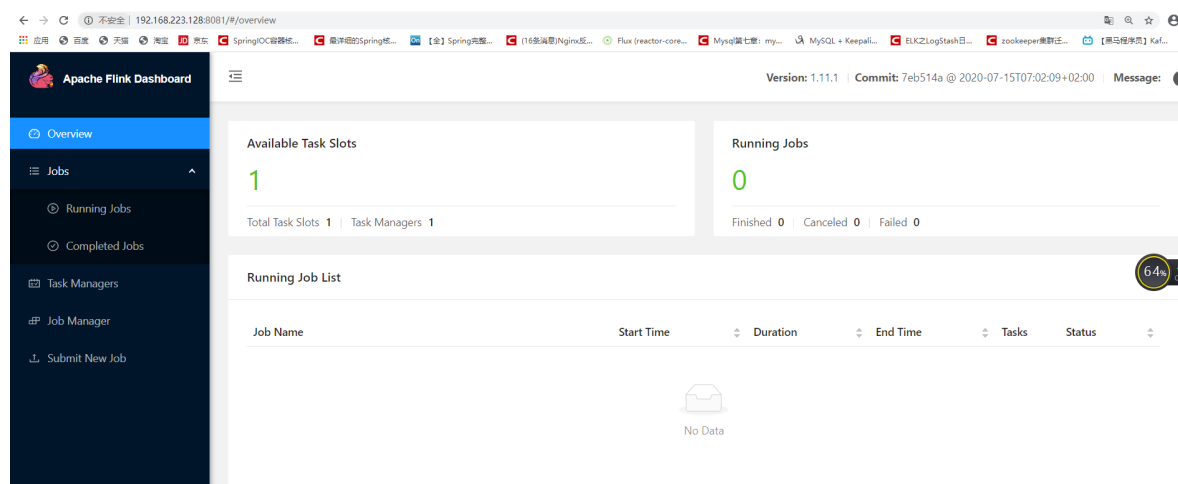 不安全 | 192.168.223.128:8081/#/overview
应用 百度 天猫 淘宝 JD 京东 C SpringIOC容器核... C 最详细的Spring核... On 【全】Spring完整... C (16条消息)Nginx反... Flux (reactor-core... C Mysql第七章：my... MySQL + Keepali... C ELK之LogStash日... C zookeeper集群迁... 【黑马程序员】Kaf...
Apache Flink Dashboard
Version: 1.11.1 | Commit: 7eb514a @ 2020-07-15T07:02:09+02:00 | Message:
Overview
Jobs
Running Jobs
Completed Jobs
Task Managers
Job Manager
Submit New Job
Available Task Slots
1
Total Task Slots 1 | Task Managers 1
Running Jobs
0
Finished 0 | Canceled 0 | Failed 0
Running Job List
64%
Job Name Start Time Duration End Time Tasks Status
No Data